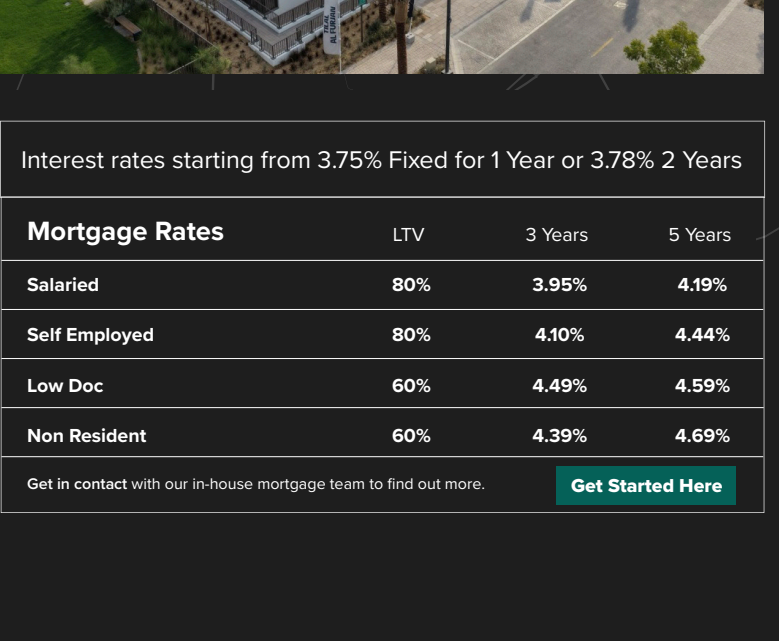 AL FURJAN
Interest rates starting from 3.75% Fixed for 1 Year or 3.78% 2 Years
Mortgage Rates LTV 3 Years 5 Years
Salaried 80% 3.95% 4.19%
Self Employed 80% 4.10% 4.44%
Low Doc 60% 4.49% 4.59%
Non Resident 60% 4.39% 4.69%
Get in contact with our in-house mortgage team to find out more.
Get Started Here